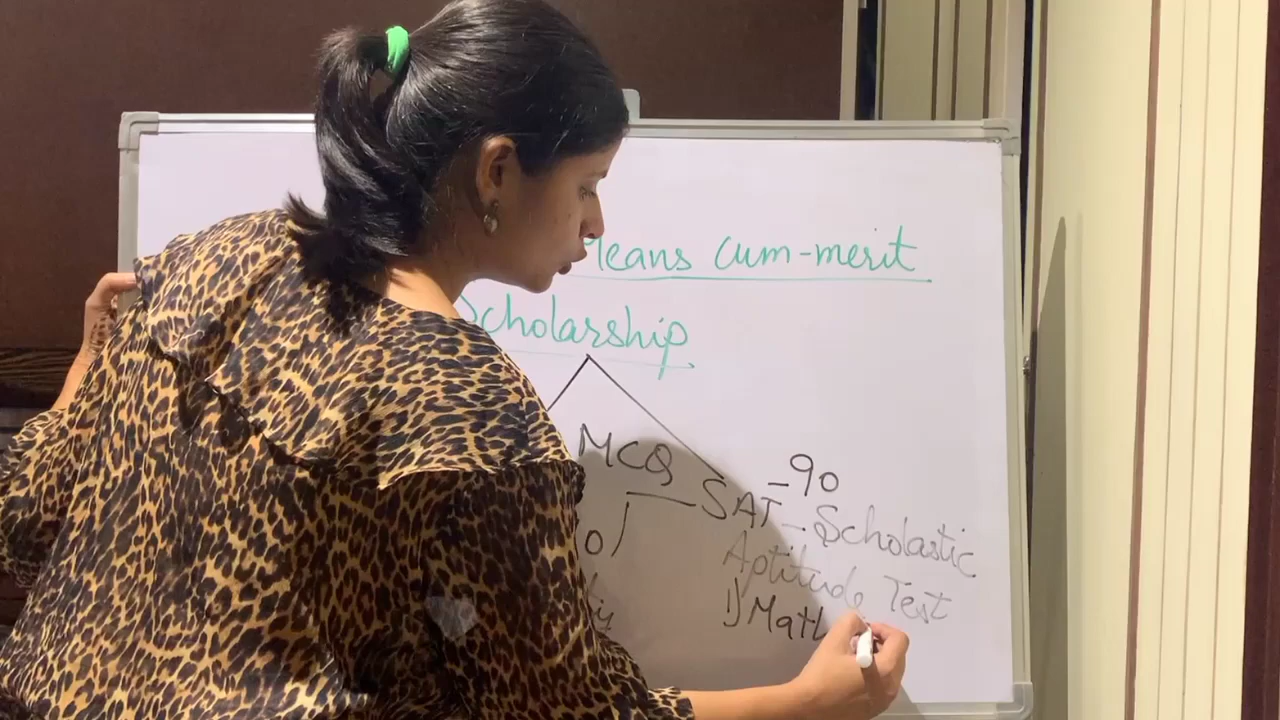 Means Cum-merit
Scholarship
MCQ
SAT - 90
- Scholastic
Aptitude Test
1) Math